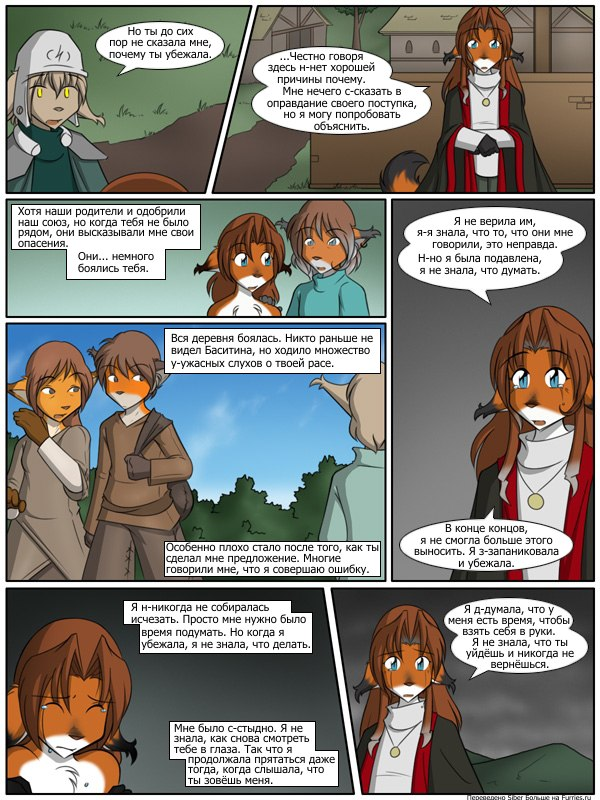 Но ты до сих
пор не сказала мне,
почему ты убежала.
...Честно говоря
здесь н-нет хорошей
причины почему.
Мне нечего с-сказать в
оправдание своего поступка,
но я могу попробовать
объяснить.
Хотя наши родители и одобрили
наш союз, но когда тебя не было
рядом, они высказывали мне свои
опасения.
Они... немного
боялись тебя.
Я не верила им,
я-я знала, что то, что они мне
говорили, это неправда.
Н-но я была подавлена,
я не знала, что думать.
Вся деревня боялась. Никто раньше не
видел Баситина, но ходило множество
у-ужасных слухов о твоей расе.
Особенно плохо стало после того, как ты
сделал мне предложение. Многие
говорили мне, что я совершаю ошибку.
В конце концов,
я не смогла больше этого
выносить. Я з-запаниковала
и убежала.
Я н-никогда не собиралась
исчезать. Просто мне нужно было
время подумать. Но когда я
убежала, я не знала, что делать.
Мне было с-стыдно. Я не
знала, как снова смотреть
тебе в глаза. Так что я
продолжала прятаться даже
тогда, когда слышала, что
ты зовёшь меня.
Я д-думала, что у
меня есть время, чтобы
взять себя в руки.
Я не знала, что ты
уйдёшь и никогда не
вернёшься.
Переведено Siber Больше на Furries.ru